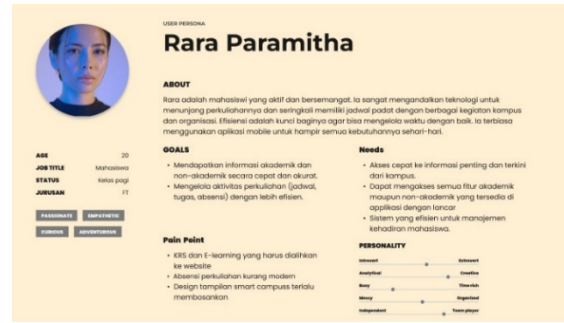 USER PERSONA
Rara Paramitha
ABOUT
Rara adalah mahasiswi yang aktif dan bersemangat. Ia sangat mengandalkan teknologi untuk
menunjang perkuliahannya dan seringkali memiliki jadwal padat dengan berbagai kegiatan kampus
dan organisasi. Efisiensi adalah kunci baginya agar bisa mengelola waktu dengan baik. Ia terbiasa
menggunakan aplikasi mobile untuk hampir semua kebutuhannya sehari-hari.
AGE 20
JOB TITLE Mahasiswa
STATUS Kelas pagi
JURUSAN FT
PASSIONATE EMPATHETIC
CURIOUS ADVENTUROUS
GOALS
• Mendapatkan informasi akademik dan
non-akademik secara cepat dan akurat.
• Mengelola aktivitas perkuliahan (jadwal,
tugas, absensi) dengan lebih efisien.
Needs
• Akses cepat ke informasi penting dan terkini
dari kampus.
• Dapat mengakses semua fitur akademik
maupun non-akademik yang tersedia di
applikasi dengan lancar
• Sistem yang efisien untuk manajemen
kehadiran mahasiswa.
Pain Point
• KRS dan E-learning yang harus dialihkan
ke website
• Absensi perkuliahan kurang modern
• Design tampilan smart campuss terlalu
membosankan
PERSONALITY
Introvert Extrovert
Analytical Creative
Busy Time rich
Messy Organized
Independent Team player